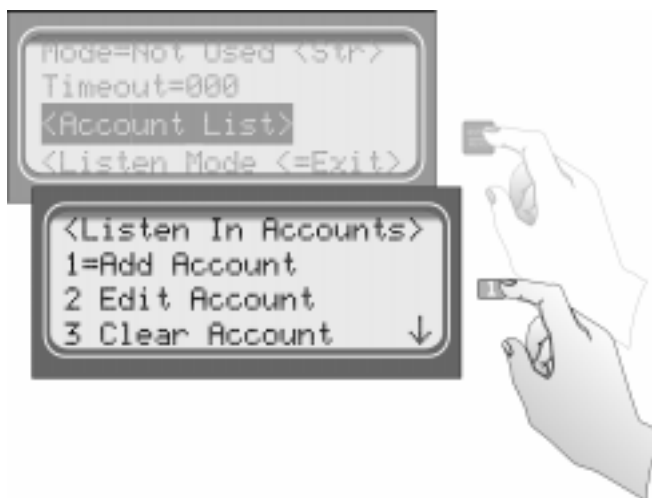 Mode=Not Used <Str>
Timeout=000
<Account List>
<Listen Mode <=Exit>
<Listen In Accounts>
1=Add Account
2 Edit Account
3 Clear Account ↓
1